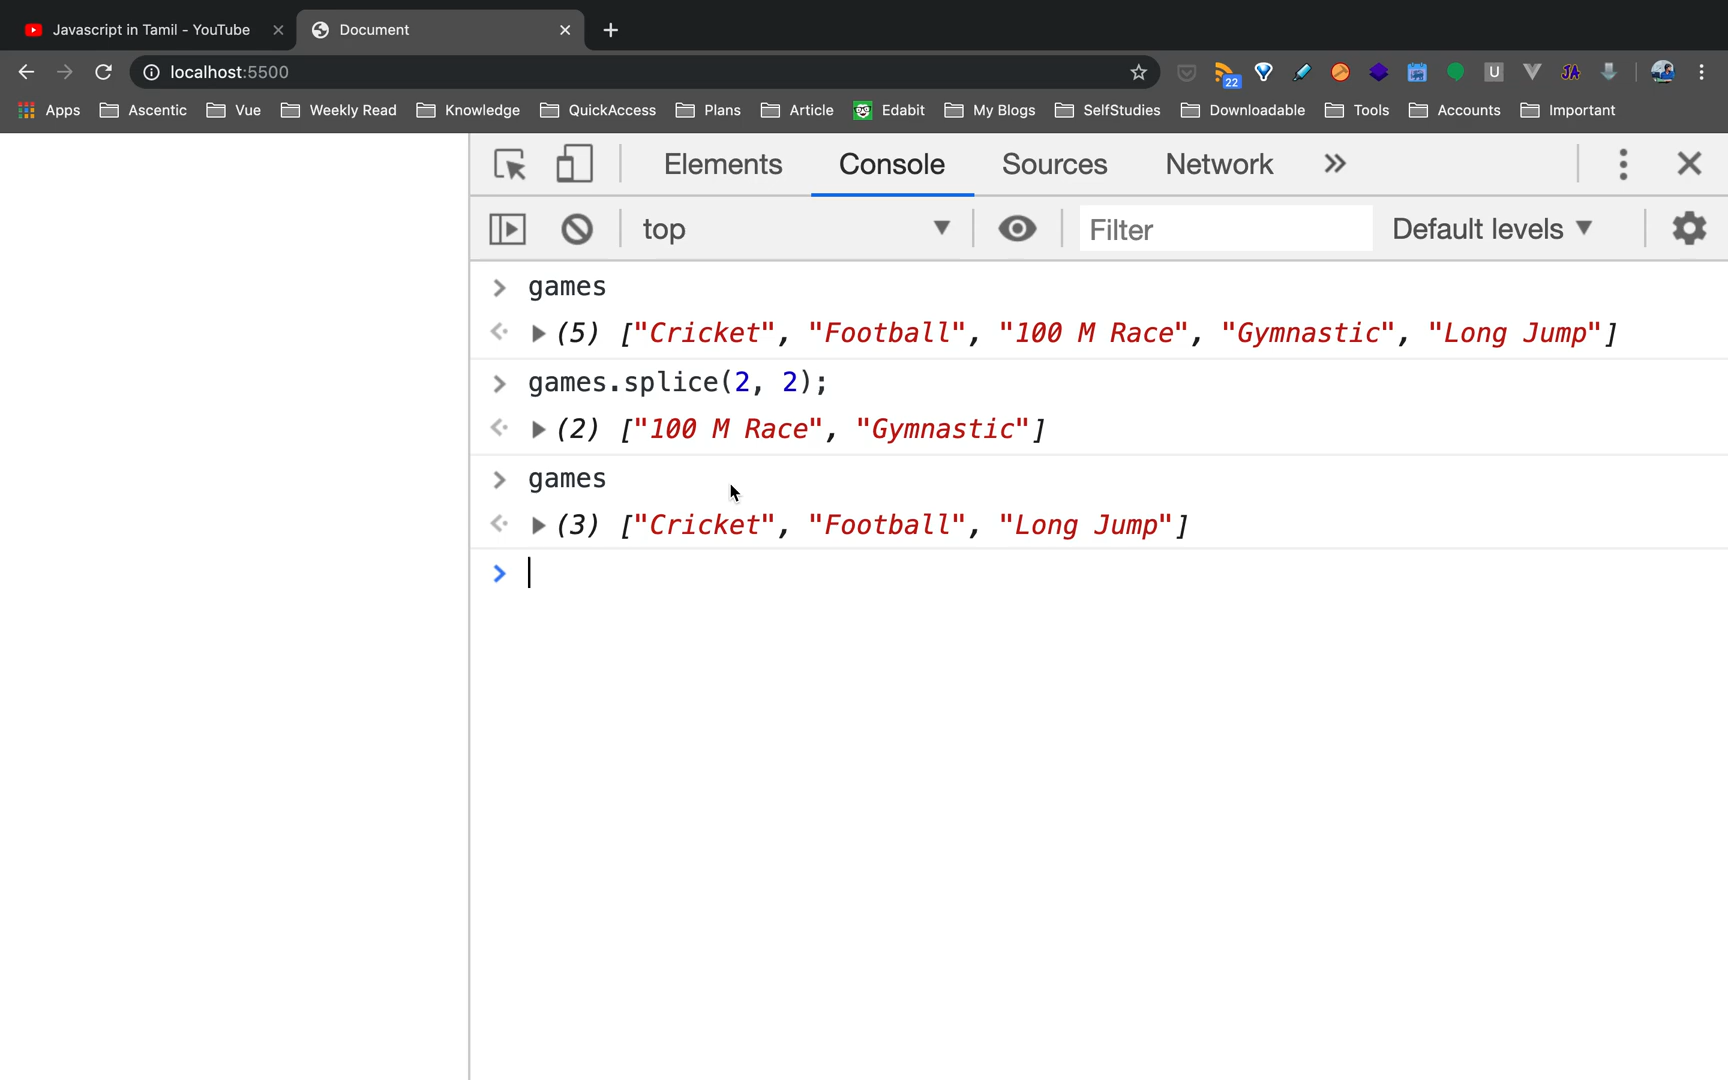 Javascript in Tamil - YouTube Document
localhost:5500
22 U JA
Apps Ascentic Vue Weekly Read Knowledge QuickAccess Plans Article Edabit My Blogs SelfStudies Downloadable Tools Accounts Important
Elements Console Sources Network
top Filter Default levels
games
(5) ["Cricket", "Football", "100 M Race", "Gymnastic", "Long Jump"]
games.splice(2, 2);
(2) ["100 M Race", "Gymnastic"]
games
(3) ["Cricket", "Football", "Long Jump"]